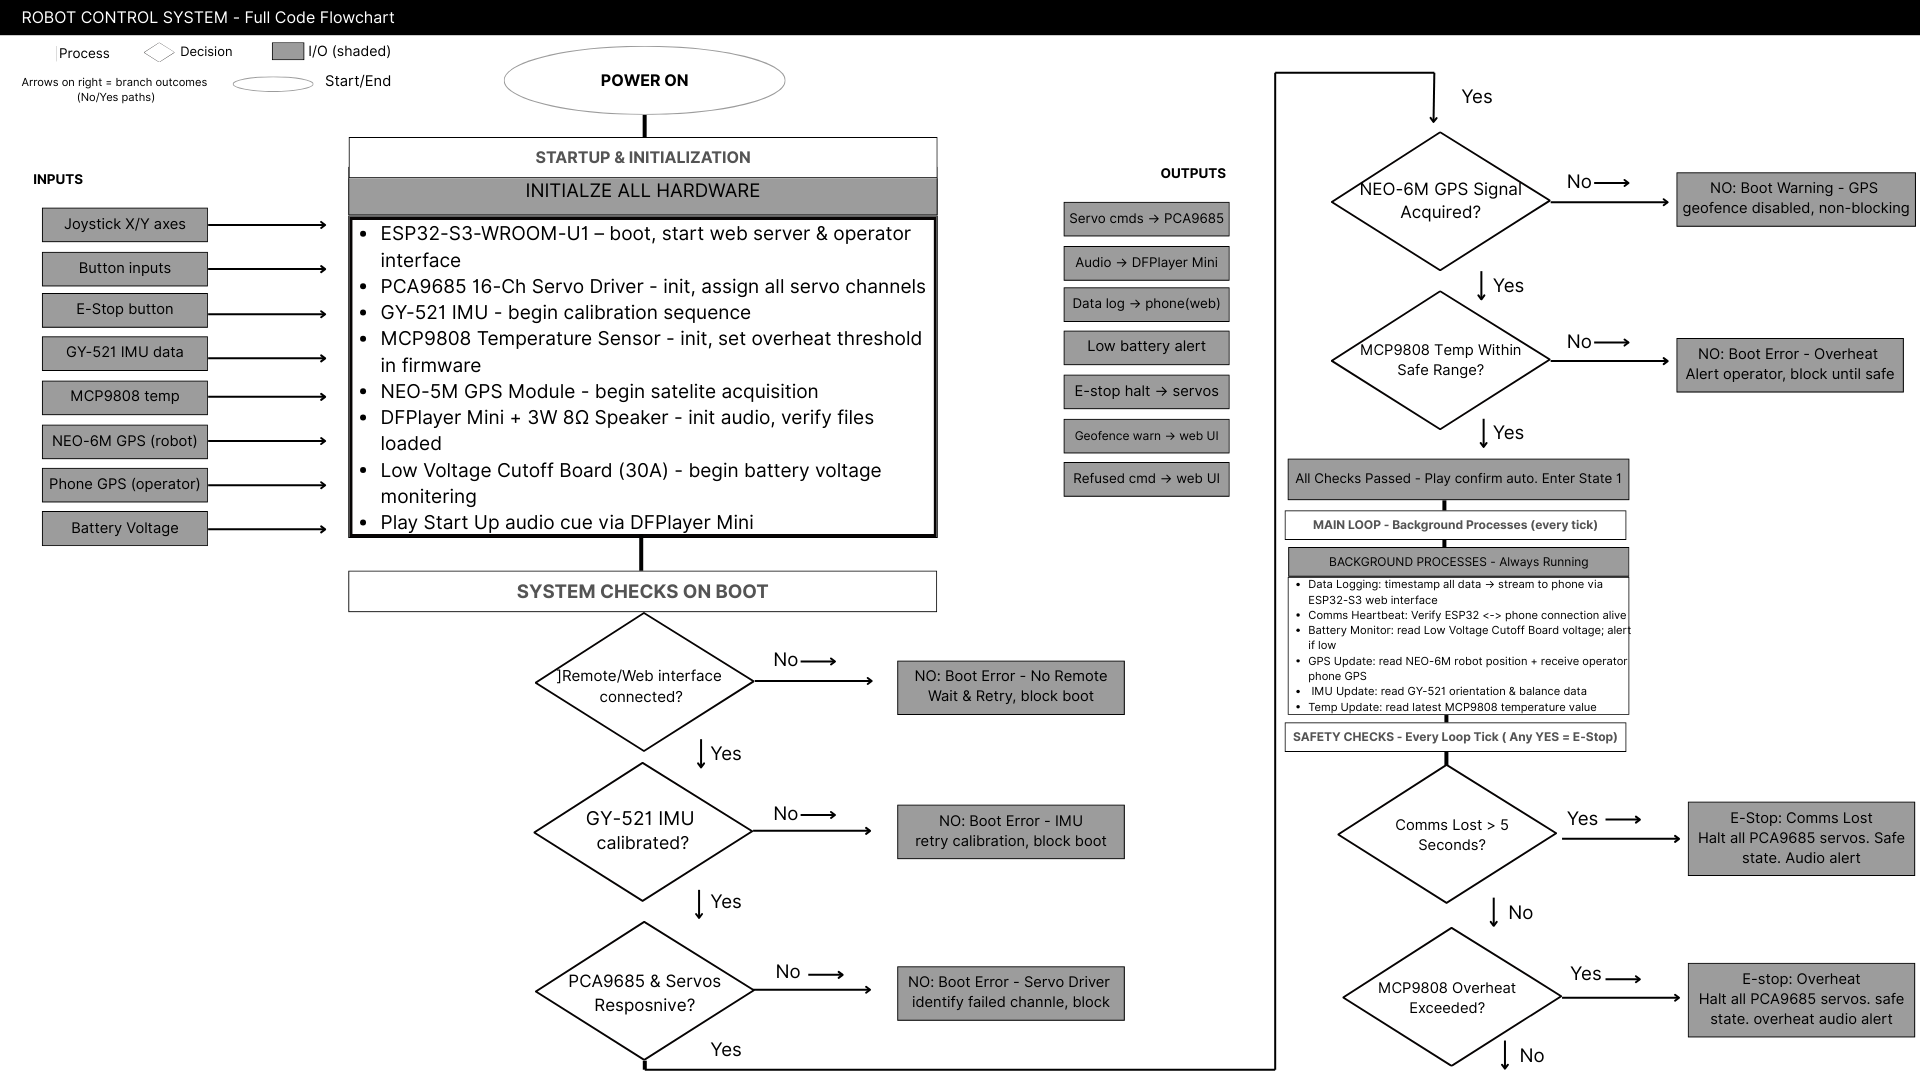 ROBOT CONTROL SYSTEM - Full Code Flowchart
Process
Decision
I/O (shaded)
Arrows on right = branch outcomes
(No/Yes paths)
Start/End
POWER ON
STARTUP & INITIALIZATION
INITIALZE ALL HARDWARE
INPUTS
Joystick X/Y axes
Button inputs
E-Stop button
GY-521 IMU data
MCP9808 temp
NEO-6M GPS (robot)
Phone GPS (operator)
Battery Voltage
• ESP32-S3-WROOM-U1 – boot, start web server & operator
interface
• PCA9685 16-Ch Servo Driver - init, assign all servo channels
• GY-521 IMU - begin calibration sequence
• MCP9808 Temperature Sensor - init, set overheat threshold
in firmware
• NEO-5M GPS Module - begin satelite acquisition
• DFPlayer Mini + 3W 8Ω Speaker - init audio, verify files
loaded
• Low Voltage Cutoff Board (30A) - begin battery voltage
monitering
• Play Start Up audio cue via DFPlayer Mini
OUTPUTS
Servo cmds → PCA9685
Audio → DFPlayer Mini
Data log → phone(web)
Low battery alert
E-stop halt → servos
Geofence warn → web UI
Refused cmd → web UI
SYSTEM CHECKS ON BOOT
]Remote/Web interface
connected?
No
NO: Boot Error - No Remote
Wait & Retry, block boot
Yes
GY-521 IMU
calibrated?
No
NO: Boot Error - IMU
retry calibration, block boot
Yes
PCA9685 & Servos
Resposnive?
No
NO: Boot Error - Servo Driver
identify failed channle, block
Yes
Yes
NEO-6M GPS Signal
Acquired?
No
NO: Boot Warning - GPS
geofence disabled, non-blocking
Yes
MCP9808 Temp Within
Safe Range?
No
NO: Boot Error - Overheat
Alert operator, block until safe
Yes
All Checks Passed - Play confirm auto. Enter State 1
MAIN LOOP - Background Processes (every tick)
BACKGROUND PROCESSES - Always Running
• Data Logging: timestamp all data → stream to phone via
ESP32-S3 web interface
• Comms Heartbeat: Verify ESP32 <-> phone connection alive
• Battery Monitor: read Low Voltage Cutoff Board voltage; alert
if low
• GPS Update: read NEO-6M robot position + receive operator
phone GPS
• IMU Update: read GY-521 orientation & balance data
• Temp Update: read latest MCP9808 temperature value
SAFETY CHECKS - Every Loop Tick ( Any YES = E-Stop)
Comms Lost > 5
Seconds?
Yes
E-Stop: Comms Lost
Halt all PCA9685 servos. Safe
state. Audio alert
No
MCP9808 Overheat
Exceeded?
Yes
E-stop: Overheat
Halt all PCA9685 servos. safe
state. overheat audio alert
No